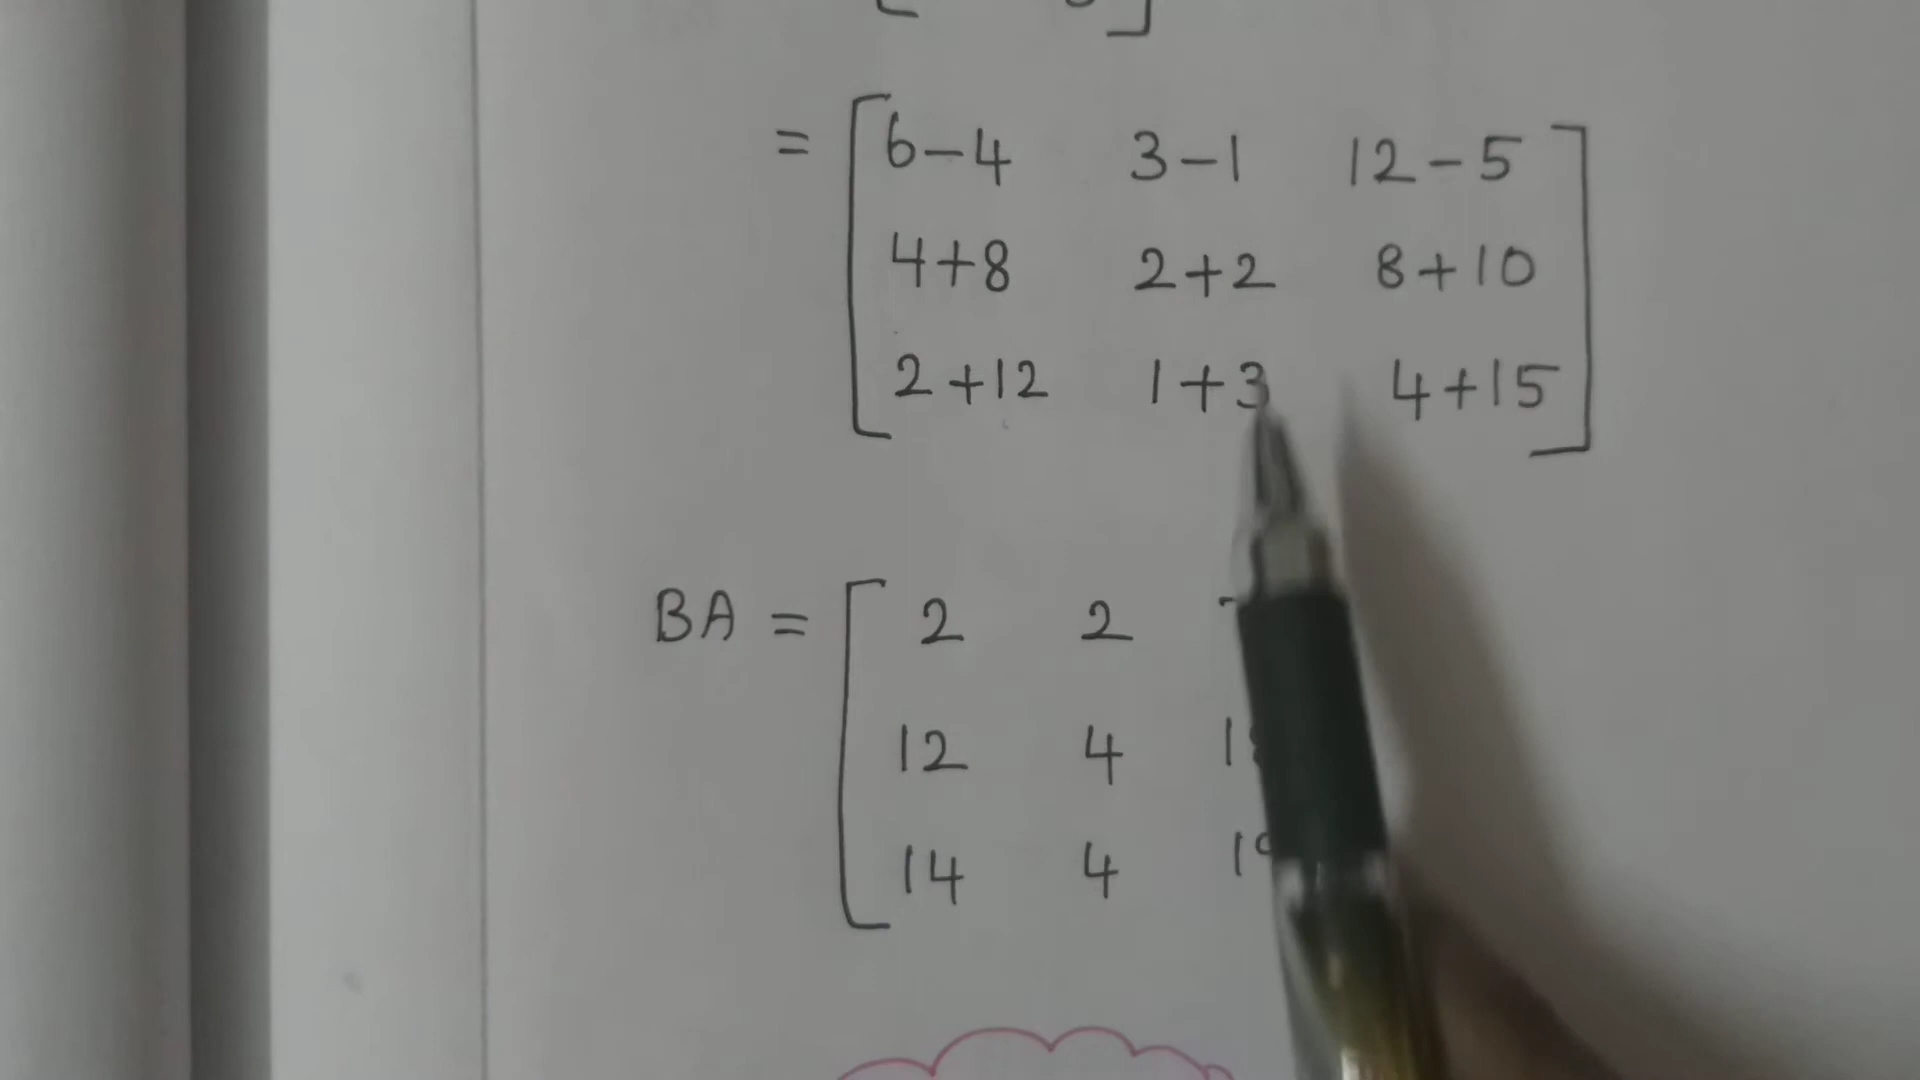 = [ 6-4 3-1 12-5 ]
4+8 2+2 8+10
2+12 1+3 4+15
BA = [ 2 2
12 4
14 4